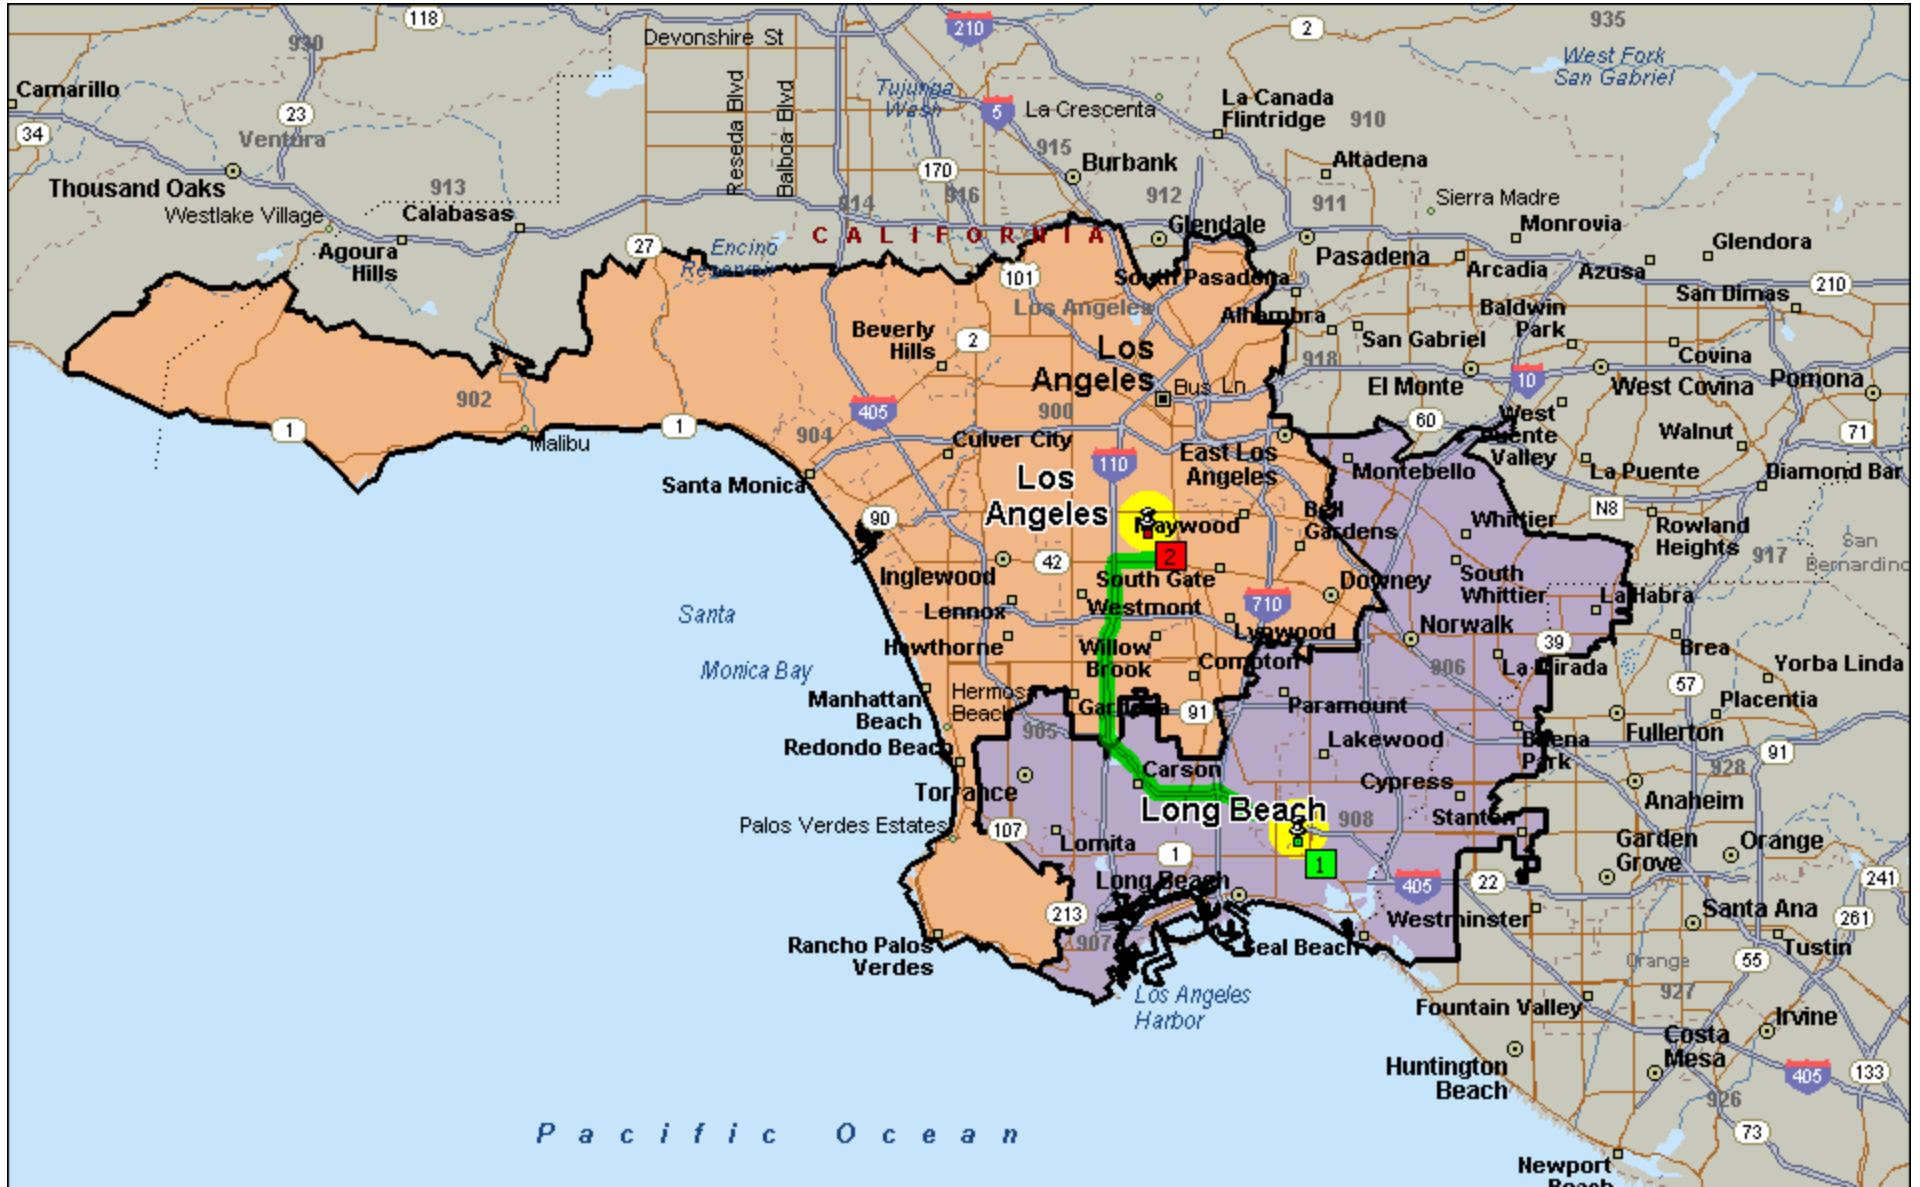 118
210
2
935
930
Devonshire St
West Fork
San Gabriel
Camarillo
Reseda Blvd
Balboa Blvd
Tujunga
Wash
5
La Crescenta
La Canada
Flintridge
910
34
23
Ventura
915
Burbank
Altadena
170
Thousand Oaks
913
916
912
911
Sierra Madre
Westlake Village
Calabasas
914
Glendale
Monrovia
CALIFORNIA
Agoura
Hills
27
Encino
Reservoir
Pasadena
Arcadia
Azusa
Glendora
101
South Pasadena
210
San Dimas
Los Angeles
Alhambra
Baldwin
Park
Beverly
Hills
2
Los
Angeles
San Gabriel
918
Covina
902
405
900
Bus Ln
El Monte
10
West Covina
Pomona
1
1
Malibu
904
Culver City
60
West
Puente
Valley
Walnut
71
110
East Los
Angeles
Montebello
La Puente
Diamond Bar
Santa Monica
Los
Angeles
90
Maywood
Bell
Gardens
Whittier
N8
Rowland
Heights
917
San
Bernardino
Inglewood
42
2
South Gate
Downey
South
Whittier
La Habra
Santa
Monica Bay
Lennox
Westmont
710
Norwalk
Hawthorne
Willow
Brook
Lynwood
Compton
906
39
La Mirada
Brea
Yorba Linda
Manhattan
Beach
Hermosa
Beach
Gardena
91
Paramount
57
Placentia
Redondo Beach
905
Lakewood
Buena
Park
Fullerton
91
Torrance
Carson
Cypress
928
Palos Verdes Estates
107
Long Beach
908
Stanton
Anaheim
Lomita
1
1
Garden
Grove
Orange
Long Beach
405
22
241
213
Westminster
Santa Ana
261
Rancho Palos
Verdes
907
Seal Beach
Tustin
Orange
55
Los Angeles
Harbor
927
Fountain Valley
Irvine
Costa
Mesa
Huntington
Beach
405
133
926
Pacific Ocean
73
Newport
Beach